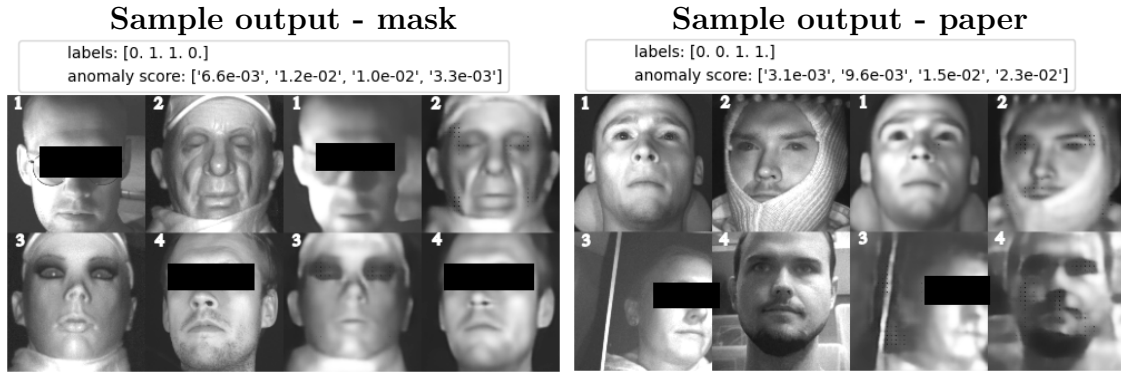 Sample output - mask
labels: [0. 1. 1. 0.]
anomaly score: ['6.6e-03', '1.2e-02', '1.0e-02', '3.3e-03']
1 2 1 2
3 4 3 4
Sample output - paper
labels: [0. 0. 1. 1.]
anomaly score: ['3.1e-03', '9.6e-03', '1.5e-02', '2.3e-02']
1 2 1 2
3 4 3 4